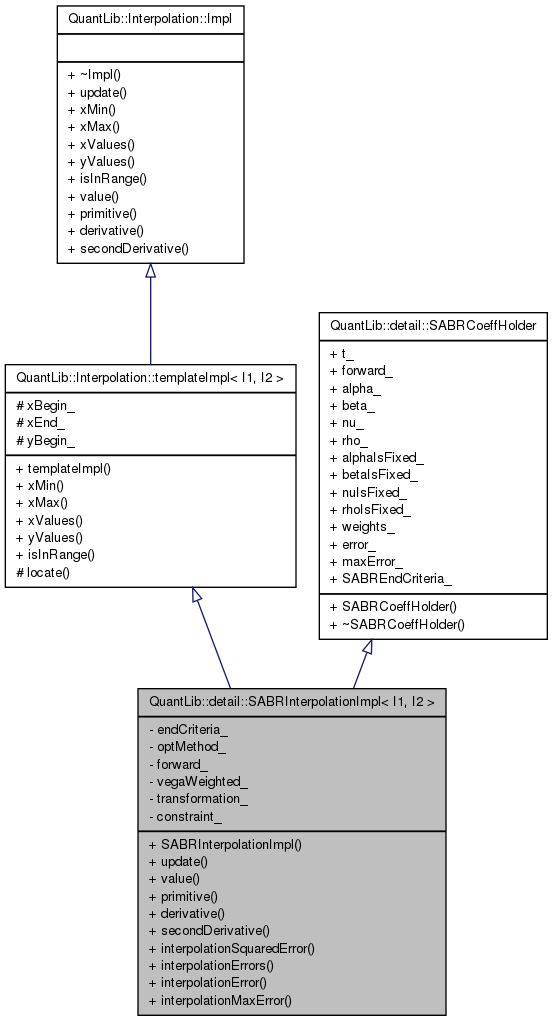 QuantLib::Interpolation::Impl
+ ~Impl()
+ update()
+ xMin()
+ xMax()
+ xValues()
+ yValues()
+ isInRange()
+ value()
+ primitive()
+ derivative()
+ secondDerivative()
QuantLib::Interpolation::templateImpl< I1, I2 >
# xBegin_
# xEnd_
# yBegin_
+ templateImpl()
+ xMin()
+ xMax()
+ xValues()
+ yValues()
+ isInRange()
# locate()
QuantLib::detail::SABRCoeffHolder
+ t_
+ forward_
+ alpha_
+ beta_
+ nu_
+ rho_
+ alphaIsFixed_
+ betaIsFixed_
+ nuIsFixed_
+ rhoIsFixed_
+ weights_
+ error_
+ maxError_
+ SABREndCriteria_
+ SABRCoeffHolder()
+ ~SABRCoeffHolder()
QuantLib::detail::SABRInterpolationImpl< I1, I2 >
- endCriteria_
- optMethod_
- forward_
- vegaWeighted_
- transformation_
- constraint_
+ SABRInterpolationImpl()
+ update()
+ value()
+ primitive()
+ derivative()
+ secondDerivative()
+ interpolationSquaredError()
+ interpolationErrors()
+ interpolationError()
+ interpolationMaxError()